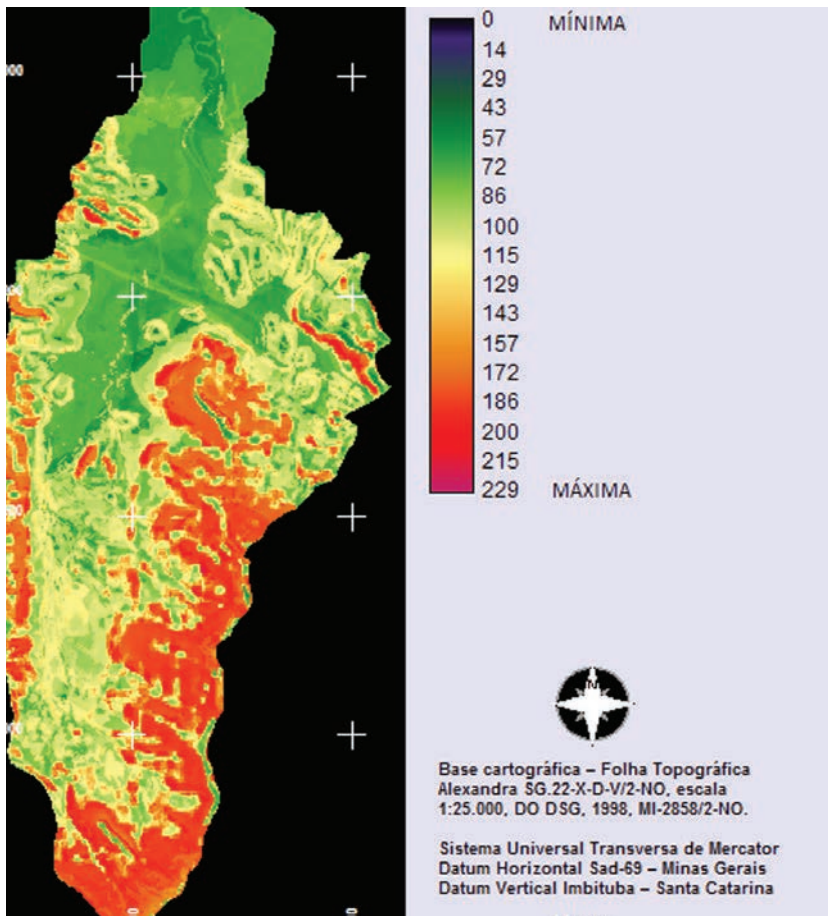 0
MÍNIMA
14
29
43
57
72
86
100
115
129
143
157
172
186
200
215
229
MÁXIMA
N
Base cartográfica – Folha Topográfica
Alexandra SG.22-X-D-V/2-NO, escala
1:25.000, DO DSG, 1998, MI-2858/2-NO.
Sistema Universal Transversa de Mercator
Datum Horizontal Sad-69 – Minas Gerais
Datum Vertical Imbituba – Santa Catarina